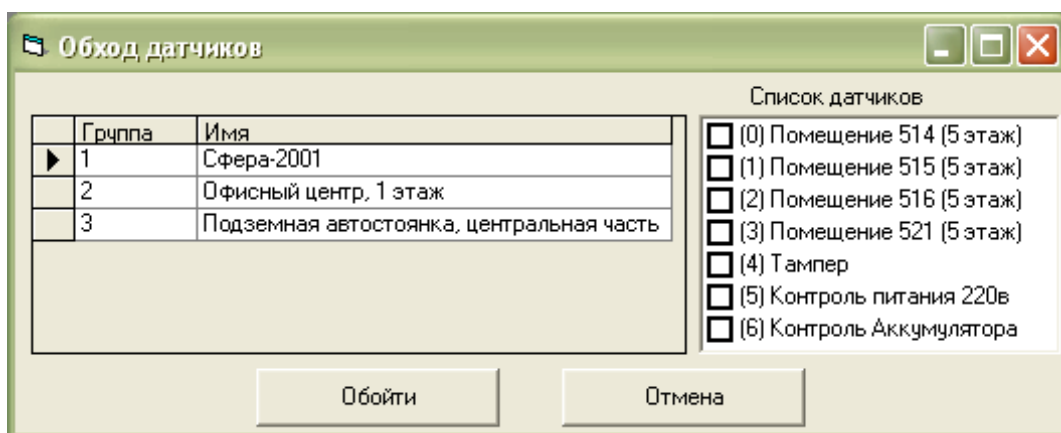 Обход датчиков
Список датчиков
Группа Имя
1 Сфера-2001
2 Офисный центр, 1 этаж
3 Подземная автостоянка, центральная часть
(0) Помещение 514 (5 этаж)
(1) Помещение 515 (5 этаж)
(2) Помещение 516 (5 этаж)
(3) Помещение 521 (5 этаж)
(4) Тампер
(5) Контроль питания 220в
(6) Контроль Аккумулятора
Обойти
Отмена